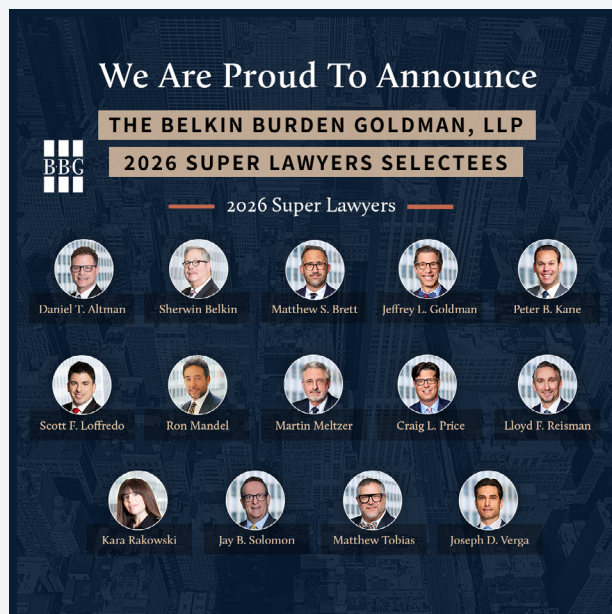 We Are Proud To Announce
THE BELKIN BURDEN GOLDMAN, LLP
BBG
2026 SUPER LAWYERS SELECTEES
2026 Super Lawyers
Daniel T. Altman Sherwin Belkin Matthew S. Brett Jeffrey L. Goldman Peter B. Kane
Scott F. Loffredo Ron Mandel Martin Meltzer Craig L. Price Lloyd F. Reisman
Kara Rakowski Jay B. Solomon Matthew Tobias Joseph D. Verga